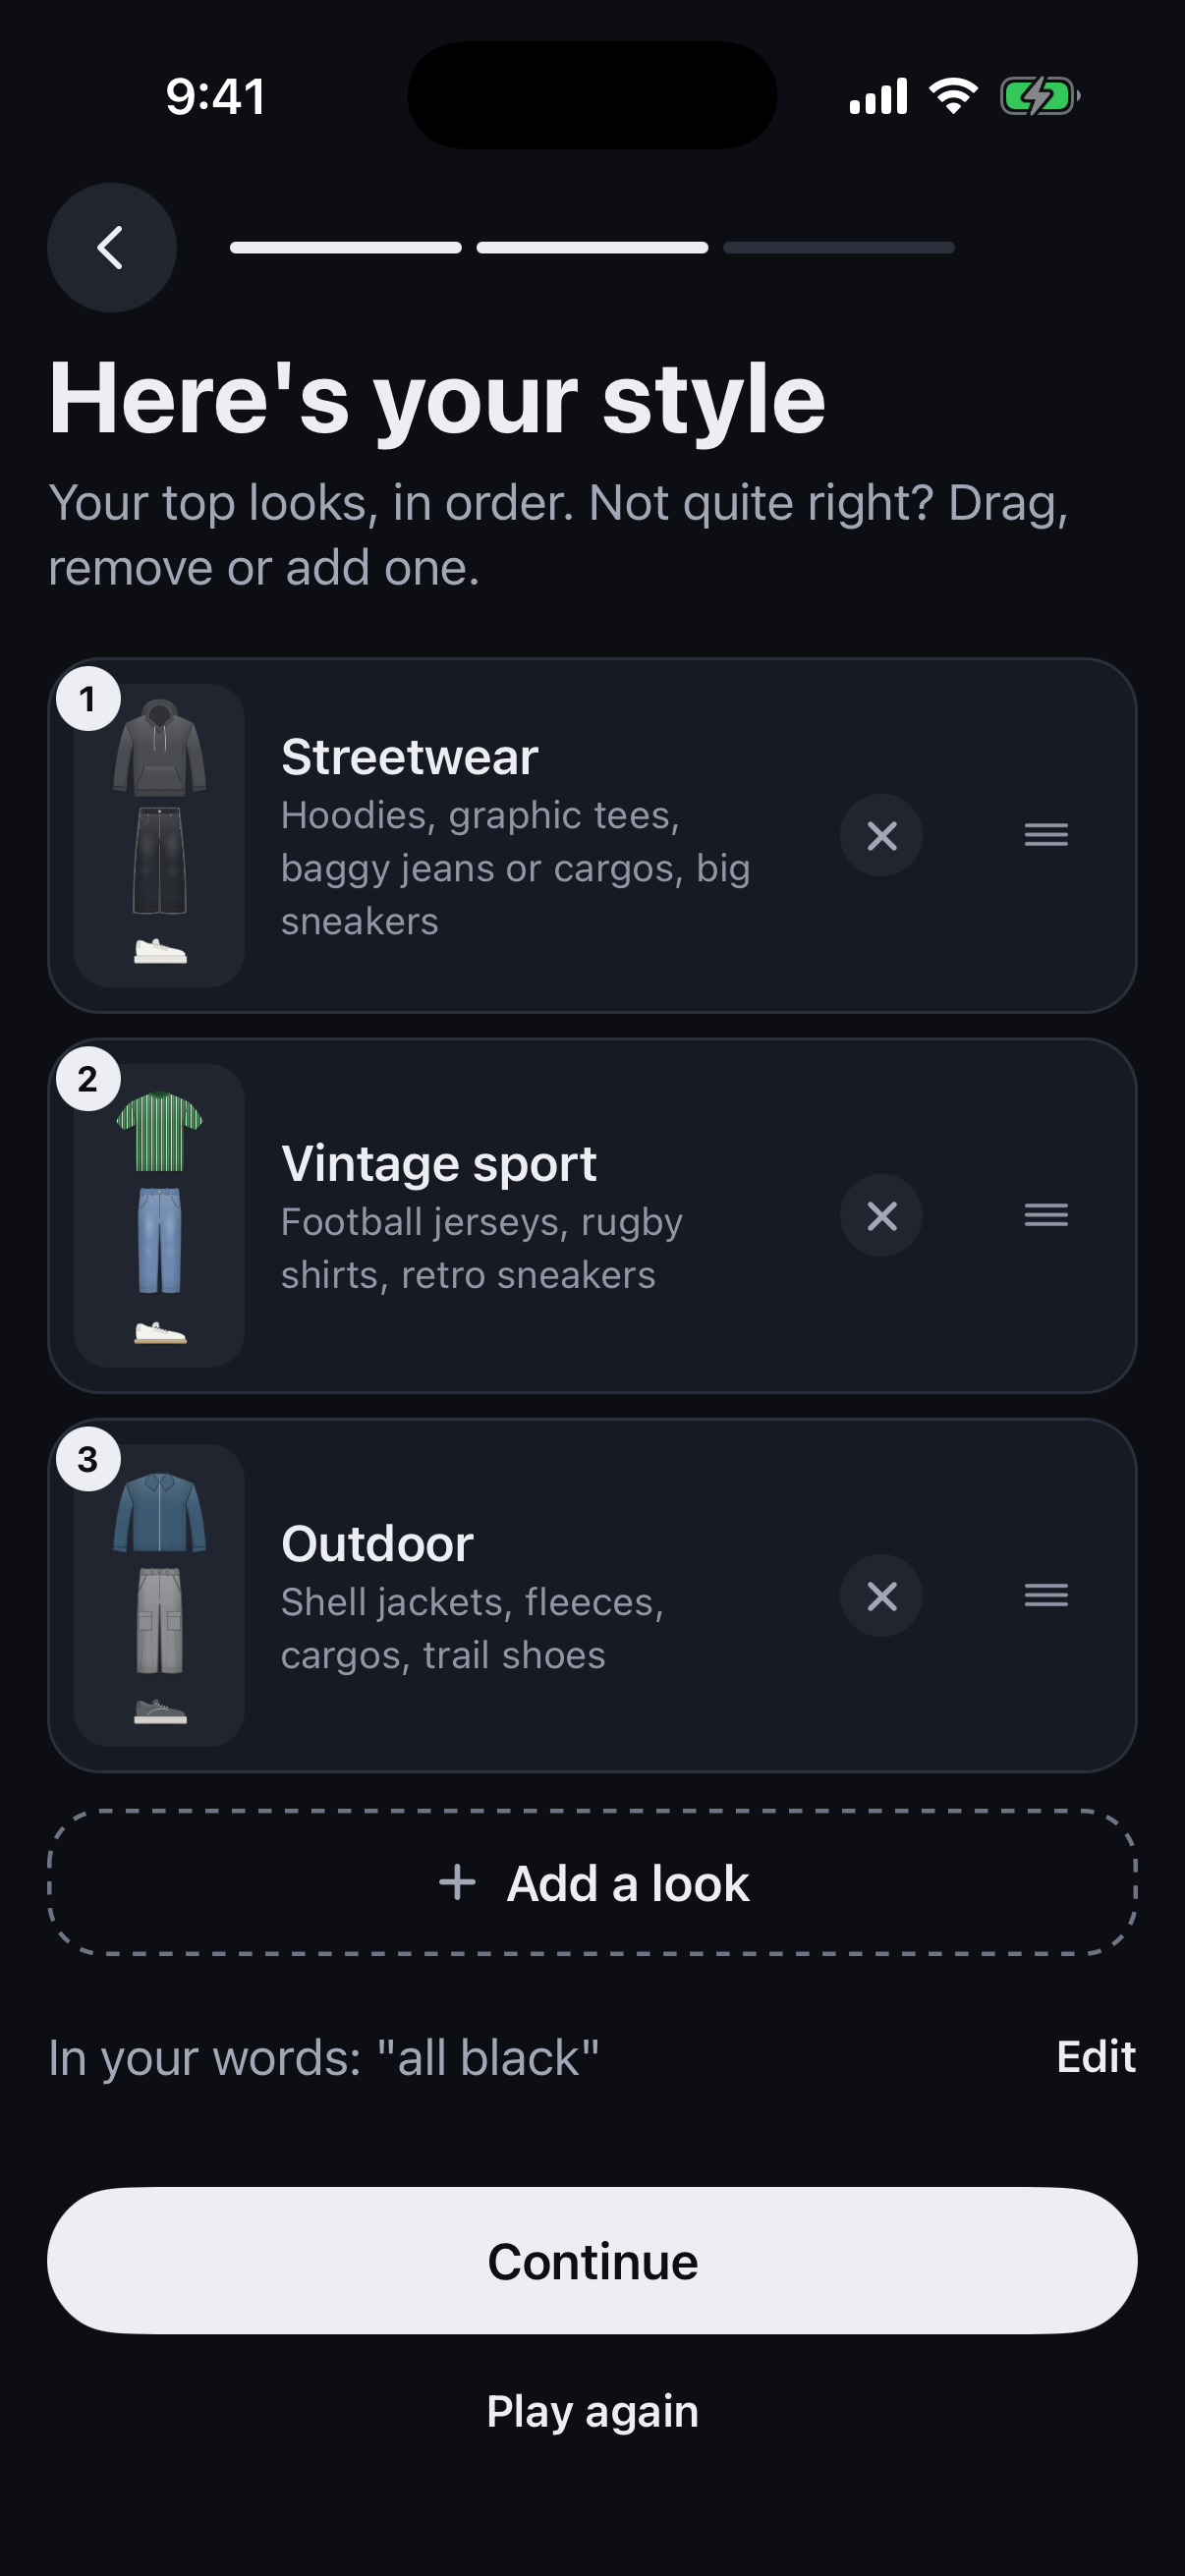 9:41
Here's your style
Your top looks, in order. Not quite right? Drag,
remove or add one.
1
Streetwear
Hoodies, graphic tees,
baggy jeans or cargos, big
sneakers
2
Vintage sport
Football jerseys, rugby
shirts, retro sneakers
3
Outdoor
Shell jackets, fleeces,
cargos, trail shoes
+ Add a look
In your words: "all black"
Edit
Continue
Play again